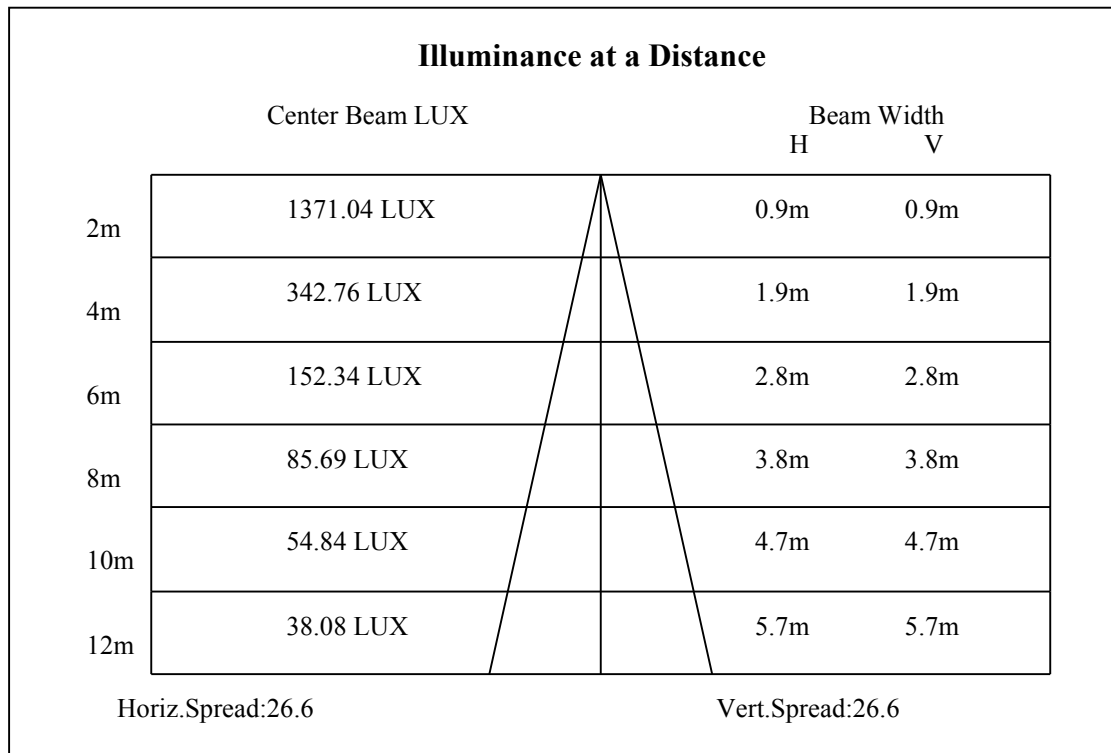 Illuminance at a Distance
Center Beam LUX Beam Width
H V
2m 1371.04 LUX 0.9m 0.9m
4m 342.76 LUX 1.9m 1.9m
6m 152.34 LUX 2.8m 2.8m
8m 85.69 LUX 3.8m 3.8m
10m 54.84 LUX 4.7m 4.7m
12m 38.08 LUX 5.7m 5.7m
Horiz.Spread:26.6 Vert.Spread:26.6